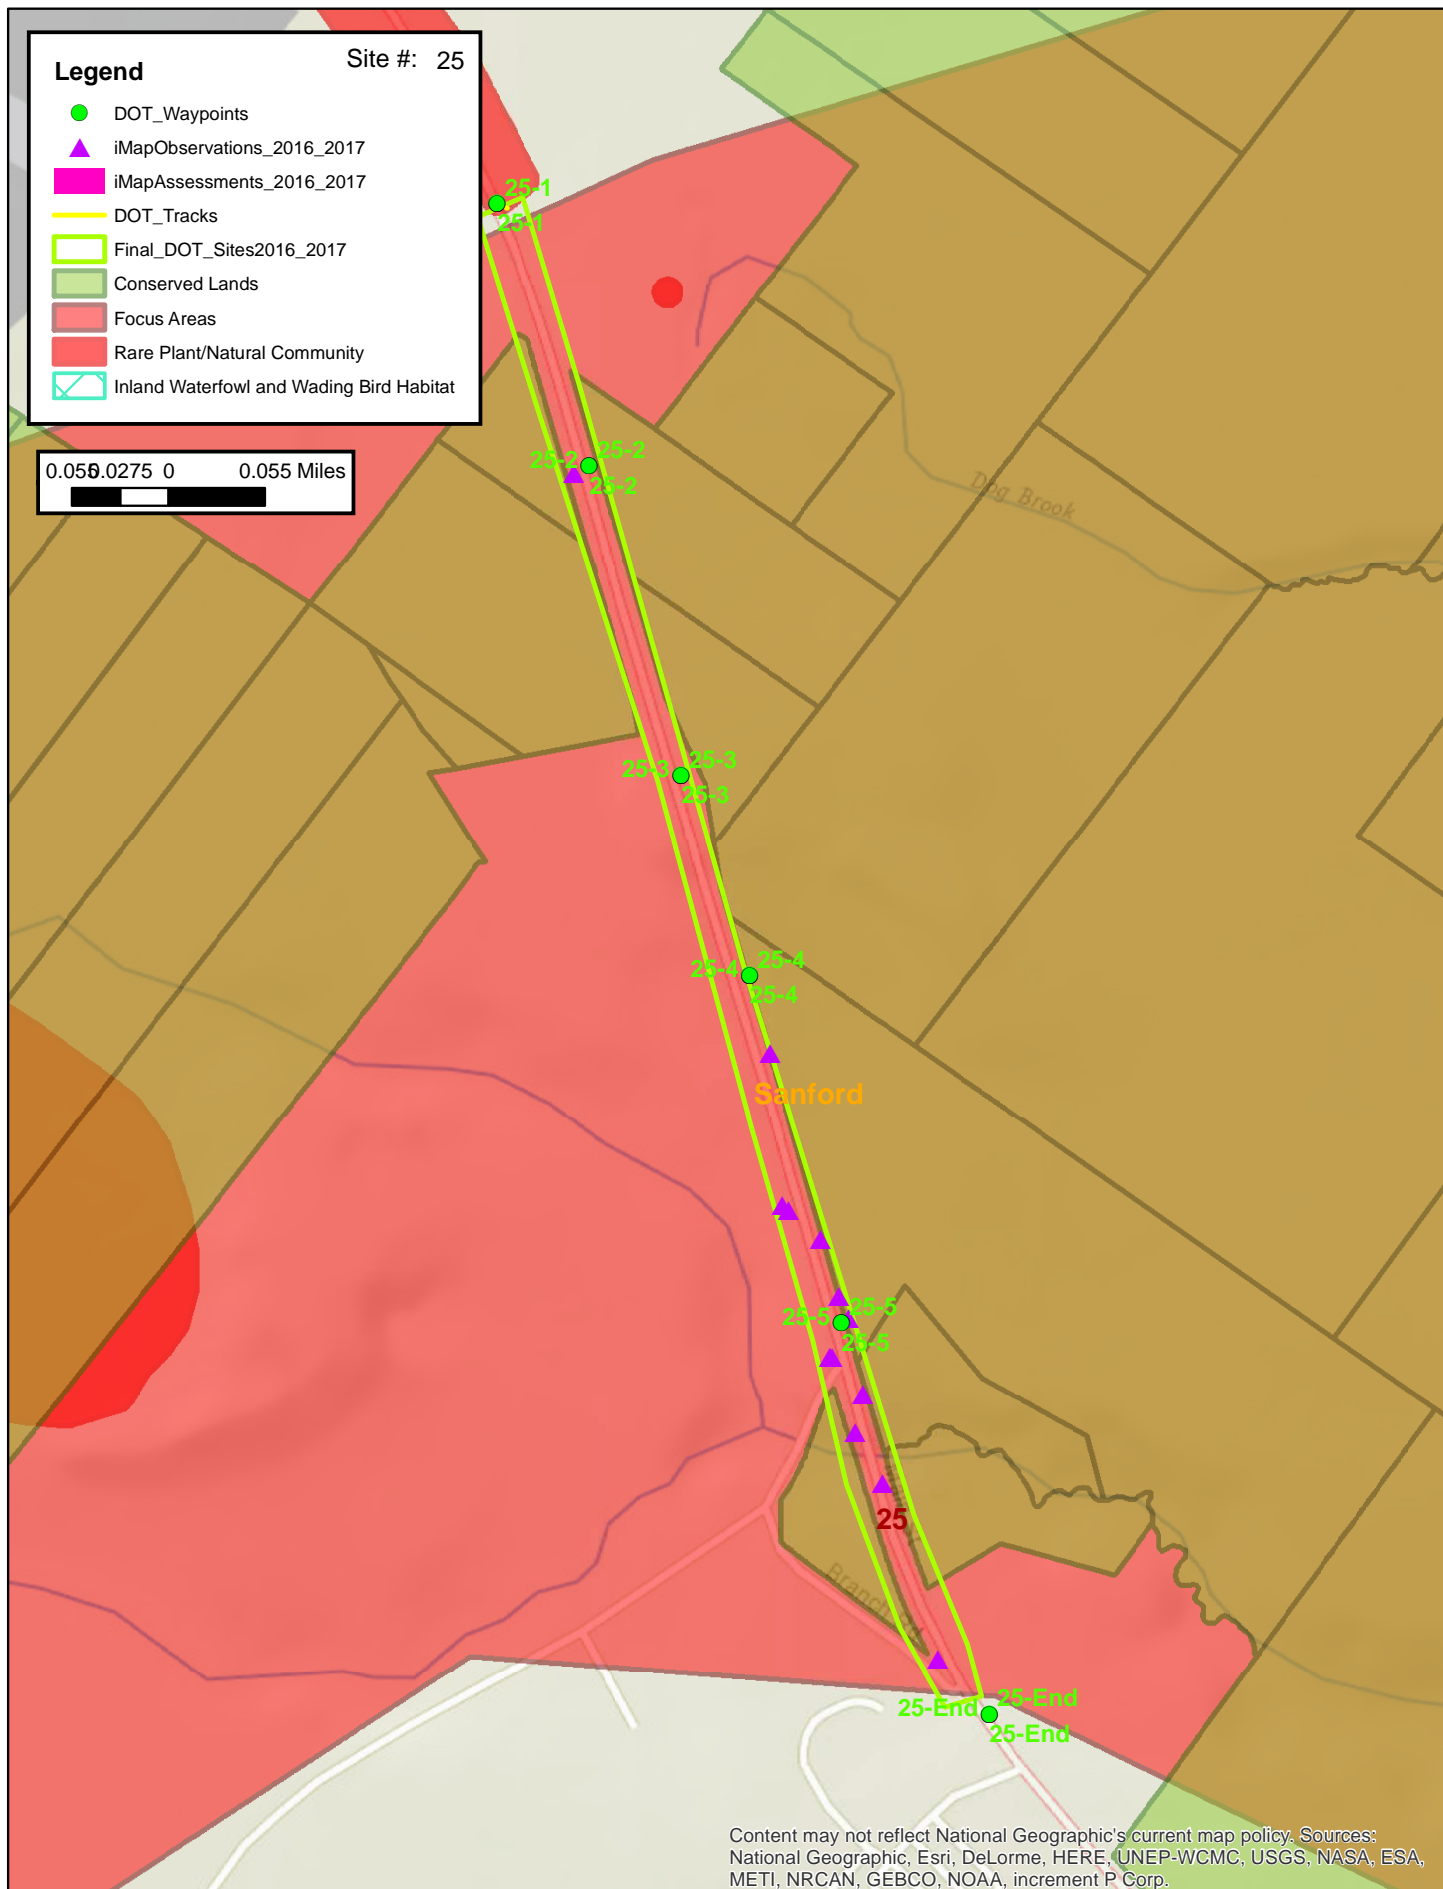 Legend
Site #: 25
DOT_Waypoints
iMapObservations_2016_2017
iMapAssessments_2016_2017
DOT_Tracks
Final_DOT_Sites2016_2017
Conserved Lands
Focus Areas
Rare Plant/Natural Community
Inland Waterfowl and Wading Bird Habitat
0.055 0.0275 0 0.055 Miles
25-1
25-1
25-2
25-2
25-2
Dog Brook
25-3
25-3
25-3
25-4
25-4
25-4
Sanford
25-5
25-5
25-5
25
Branch Rd
25-End
25-End
25-End
Content may not reflect National Geographic's current map policy. Sources:
National Geographic, Esri, DeLorme, HERE, UNEP-WCMC, USGS, NASA, ESA,
METI, NRCAN, GEBCO, NOAA, increment P Corp.